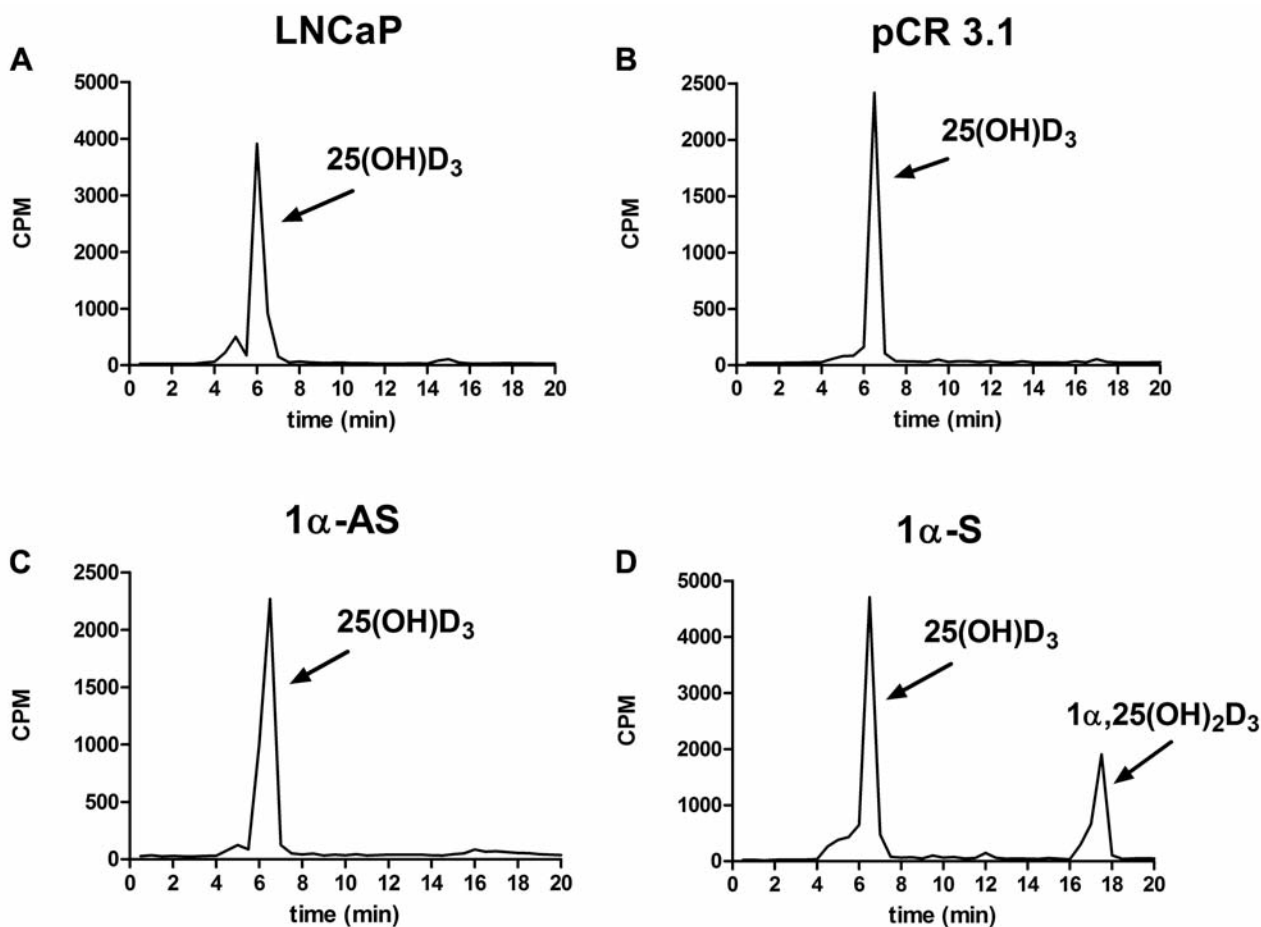 LNCaP
A
5000
4000
3000
2000
1000
0
CPM
25(OH)D₃
0 2 4 6 8 10 12 14 16 18 20
time (min)
pCR 3.1
B
2500
2000
1500
1000
500
0
CPM
25(OH)D₃
0 2 4 6 8 10 12 14 16 18 20
time (min)
1α-AS
C
2500
2000
1500
1000
500
0
CPM
25(OH)D₃
0 2 4 6 8 10 12 14 16 18 20
time (min)
1α-S
D
5000
4000
3000
2000
1000
0
CPM
25(OH)D₃
1α,25(OH)₂D₃
0 2 4 6 8 10 12 14 16 18 20
time (min)